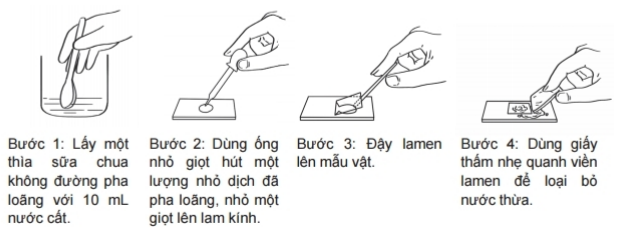 Bước 1: Lấy một
thìa sữa chua
không đường pha
loãng với 10 mL
nước cất.
Bước 2: Dùng ống
nhỏ giọt hút một
lượng nhỏ dịch đã
pha loãng, nhỏ một
giọt lên lam kính.
Bước 3: Đậy lamen
lên mẫu vật.
Bước 4: Dùng giấy
thấm nhẹ quanh viền
lamen để loại bỏ
nước thừa.